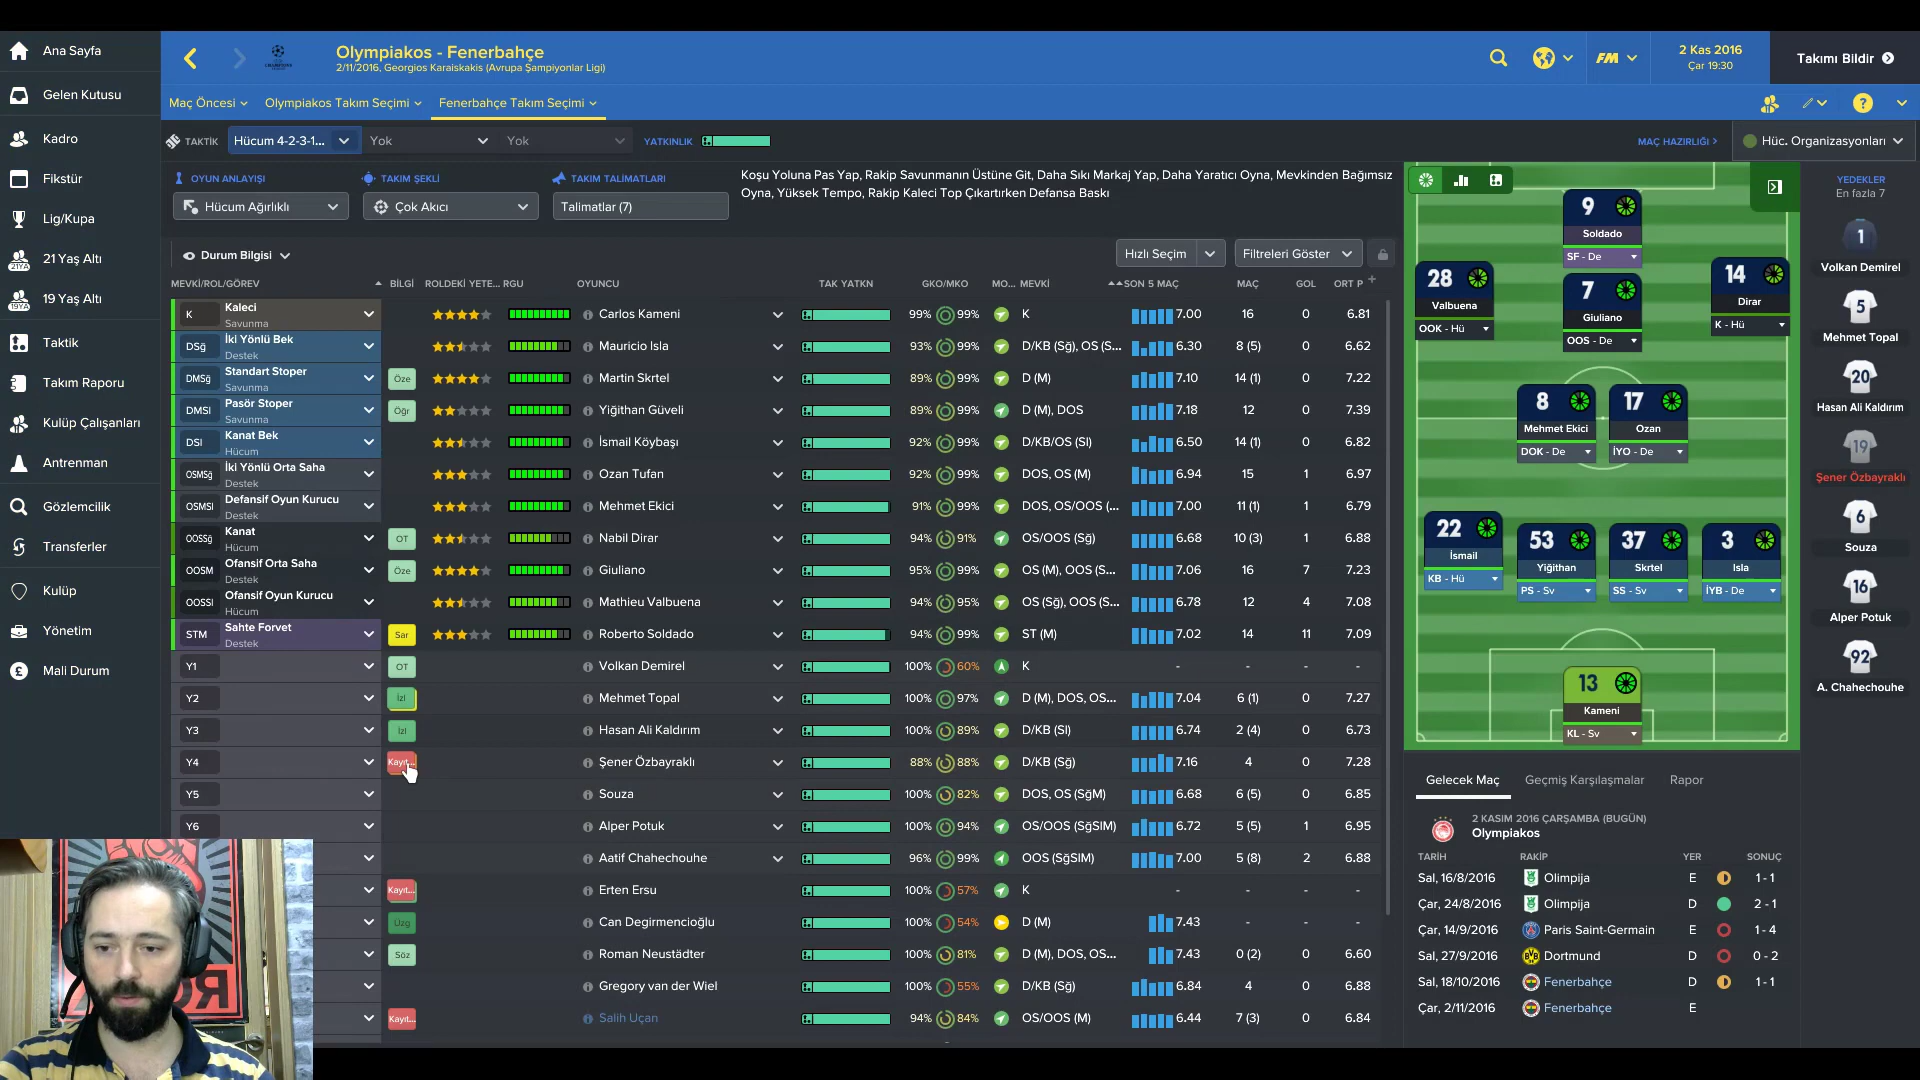 Ana Sayfa
Gelen Kutusu
Kadro
Fikstür
Lig/Kupa
21YA
21 Yaş Altı
19YA
19 Yaş Altı
Taktik
Takım Raporu
Kulüp Çalışanları
Antrenman
Gözlemcilik
Transferler
Kulüp
Yönetim
Mali Durum
Olympiakos - Fenerbahçe
2/11/2016, Georgios Karaiskakis (Avrupa Şampiyonlar Ligi)
FM
2 Kas 2016
Çar 19:30
Takımı Bildir
Maç Öncesi
Olympiakos Takım Seçimi
Fenerbahçe Takım Seçimi
TAKTİK
Hücum 4-2-3-1...
Yok
Yok
YATKINLIK
MAÇ HAZIRLIĞI >
Hüc. Organizasyonları
OYUN ANLAYIŞI
TAKIM ŞEKLİ
TAKIM TALİMATLARI
Hücum Ağırlıklı
Çok Akıcı
Talimatlar (7)
Koşu Yoluna Pas Yap, Rakip Savunmanın Üstüne Git, Daha Sıkı Markaj Yap, Daha Yaratıcı Oyna, Mevkinden Bağımsız
Oyna, Yüksek Tempo, Rakip Kaleci Top Çıkartırken Defansa Baskı
Durum Bilgisi
Hızlı Seçim
Filtreleri Göster
MEVKİ/ROL/GÖREV BİLGİ ROLDEKİ YETE... RGU OYUNCU TAK YATKN GKO/MKO MO... MEVKİ SON 5 MAÇ MAÇ GOL ORT P
K Kaleci Savunma Carlos Kameni 99% 99% K 7.00 16 0 6.81
DSğ İki Yönlü Bek Destek Mauricio Isla 93% 99% D/KB (Sğ), OS (S... 6.30 8 (5) 0 6.62
DMSğ Standart Stoper Savunma Öze Martin Skrtel 89% 99% D (M) 7.10 14 (1) 0 7.22
DMSl Pasör Stoper Savunma Öğr Yiğithan Güveli 89% 99% D (M), DOS 7.18 12 0 7.39
DSl Kanat Bek Hücum İsmail Köybaşı 92% 99% D/KB/OS (Sl) 6.50 14 (1) 0 6.82
OSMSğ İki Yönlü Orta Saha Destek Ozan Tufan 92% 99% DOS, OS (M) 6.94 15 1 6.97
OSMSl Defansif Oyun Kurucu Destek Mehmet Ekici 91% 99% DOS, OS/OOS (... 7.00 11 (1) 1 6.79
OOSSğ Kanat Hücum OT Nabil Dirar 94% 91% OS/OOS (Sğ) 6.68 10 (3) 1 6.88
OOSM Ofansif Orta Saha Destek Öze Giuliano 95% 99% OS (M), OOS (S... 7.06 16 7 7.23
OOSSl Ofansif Oyun Kurucu Hücum Mathieu Valbuena 94% 95% OS (Sğ), OOS (S... 6.78 12 4 7.08
STM Sahte Forvet Destek Sar Roberto Soldado 94% 99% ST (M) 7.02 14 11 7.09
Y1 OT Volkan Demirel 100% 60% K - - - -
Y2 İzl Mehmet Topal 100% 97% D (M), DOS, OS... 7.04 6 (1) 0 7.27
Y3 İzl Hasan Ali Kaldırım 100% 89% D/KB (Sl) 6.74 2 (4) 0 6.73
Y4 Kayıt... Şener Özbayraklı 88% 88% D/KB (Sğ) 7.16 4 0 7.28
Y5 Souza 100% 82% DOS, OS (SğM) 6.68 6 (5) 0 6.85
Y6 Alper Potuk 100% 94% OS/OOS (SğSlM) 6.72 5 (5) 1 6.95
Aatif Chahechouhe 96% 99% OOS (SğSlM) 7.00 5 (8) 2 6.88
Kayıt... Erten Ersu 100% 57% K - - - -
Üzg Can Degirmencioğlu 100% 54% D (M) 7.43 - - -
Söz Roman Neustädter 100% 81% D (M), DOS, OS... 7.43 0 (2) 0 6.60
Gregory van der Wiel 100% 55% D/KB (Sğ) 6.84 4 0 6.88
Kayıt... Salih Uçan 94% 84% OS/OOS (M) 6.44 7 (3) 0 6.84
9
Soldado
SF - De
28
Valbuena
OOK - Hü
7
Giuliano
OOS - De
14
Dirar
K - Hü
8
Mehmet Ekici
DOK - De
17
Ozan
İYO - De
22
İsmail
KB - Hü
53
Yiğithan
PS - Sv
37
Skrtel
SS - Sv
3
Isla
İYB - De
13
Kameni
KL - Sv
YEDEKLER
En fazla 7
1
Volkan Demirel
5
Mehmet Topal
20
Hasan Ali Kaldırım
19
Şener Özbayraklı
6
Souza
16
Alper Potuk
92
A. Chahechouhe
Gelecek Maç
Geçmiş Karşılaşmalar
Rapor
2 KASIM 2016 ÇARŞAMBA (BUGÜN)
Olympiakos
TARİH RAKİP YER SONUÇ
Sal, 16/8/2016 Olimpija E 1 - 1
Çar, 24/8/2016 Olimpija D 2 - 1
Çar, 14/9/2016 Paris Saint-Germain E 1 - 4
Sal, 27/9/2016 Dortmund D 0 - 2
Sal, 18/10/2016 Fenerbahçe D 1 - 1
Çar, 2/11/2016 Fenerbahçe E